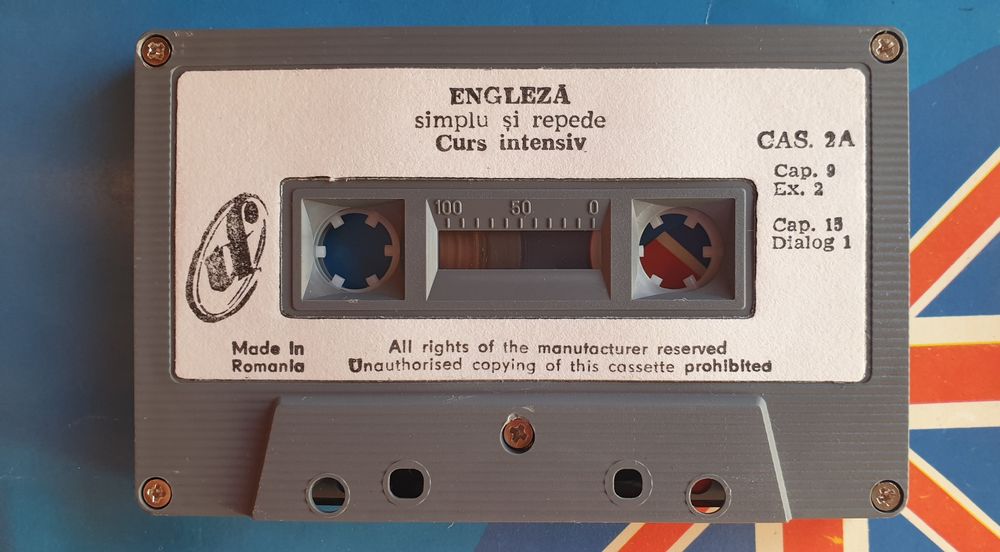 ENGLEZĂ
simplu și repede
Curs intensiv
CAS. 2A
Cap. 9
Ex. 2
Cap. 15
Dialog 1
100 50 0
Made In
Romania
All rights of the manufacturer reserved
Unauthorised copying of this cassette prohibited